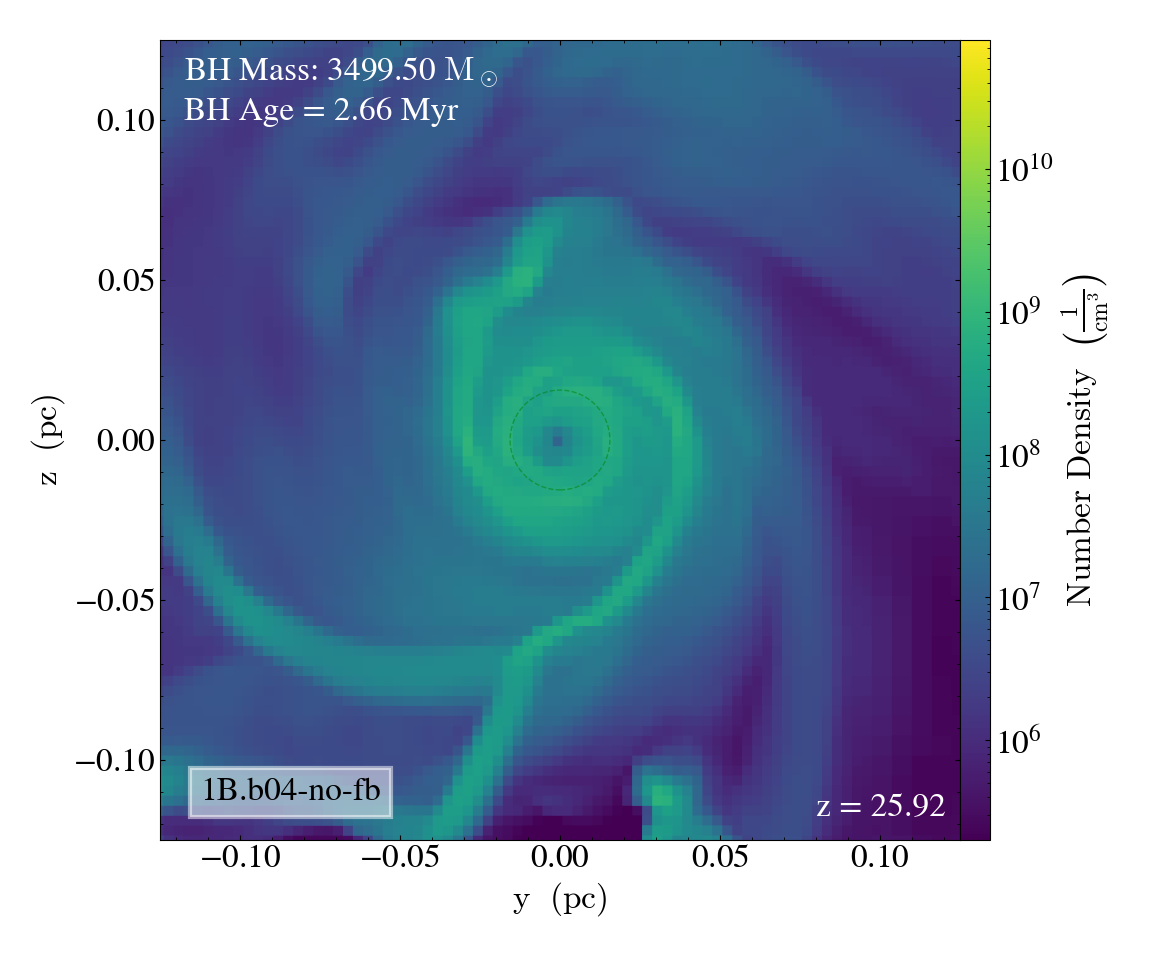 BH Mass: 3499.50 M⊙
BH Age = 2.66 Myr
0.10
0.05
0.00
−0.05
−0.10
z (pc)
1B.b04-no-fb
z = 25.92
−0.10 −0.05 0.00 0.05 0.10
y (pc)
10¹⁰
10⁹
10⁸
10⁷
10⁶
Number Density (1/cm³)